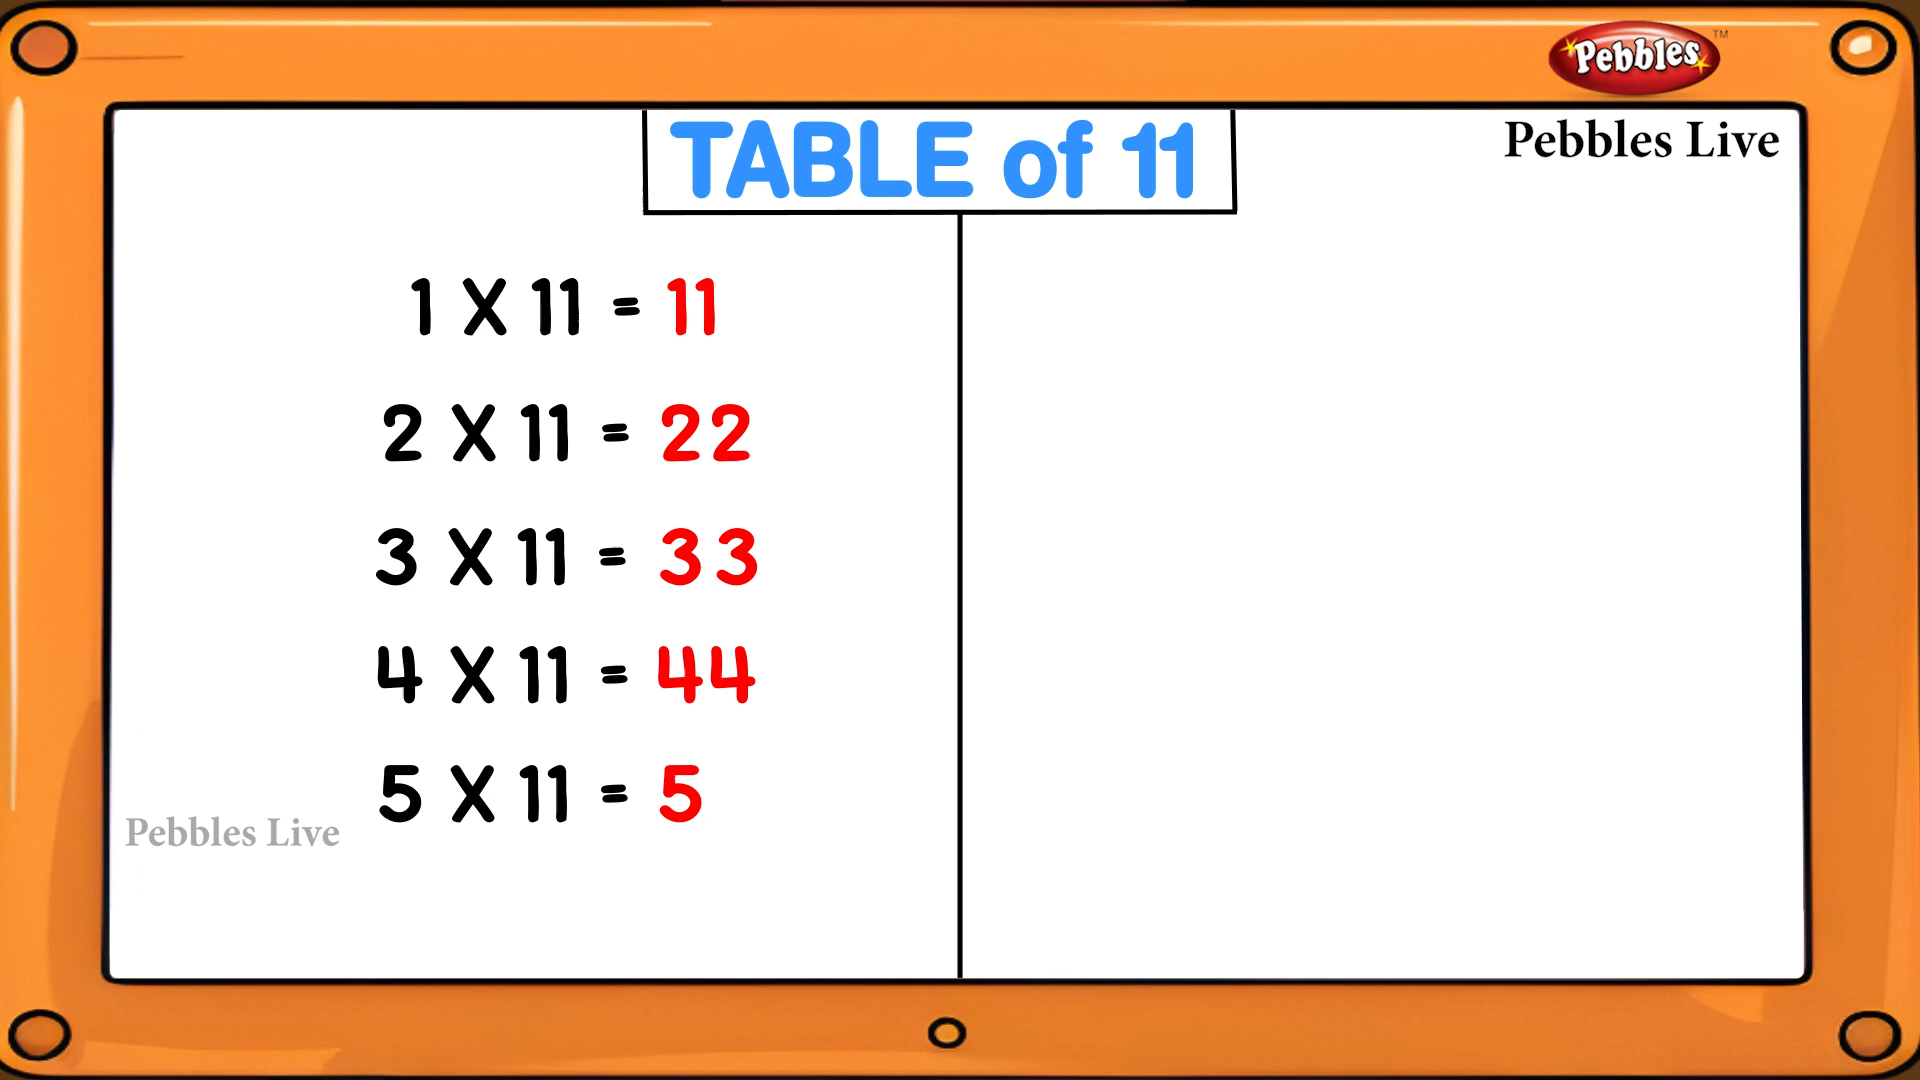 Pebbles™
TABLE of 11
Pebbles Live
1 X 11 = 11
2 X 11 = 22
3 X 11 = 33
4 X 11 = 44
5 X 11 = 5
Pebbles Live